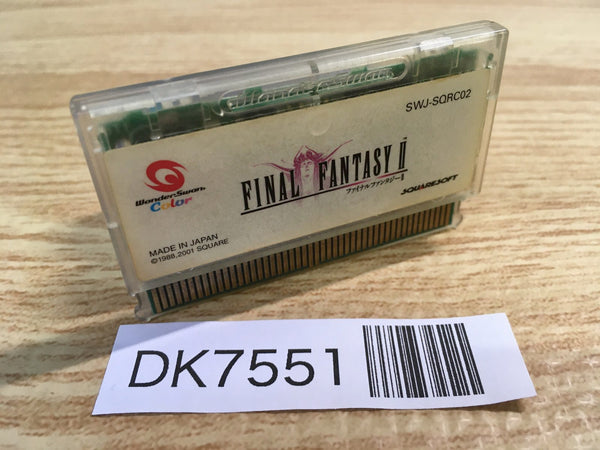 WonderSwan
SWJ-SQRC02
FINAL FANTASY II
ファイナルファンタジーII
WonderSwan
Color
SQUARESOFT
MADE IN JAPAN
©1988,2001 SQUARE
DK7551